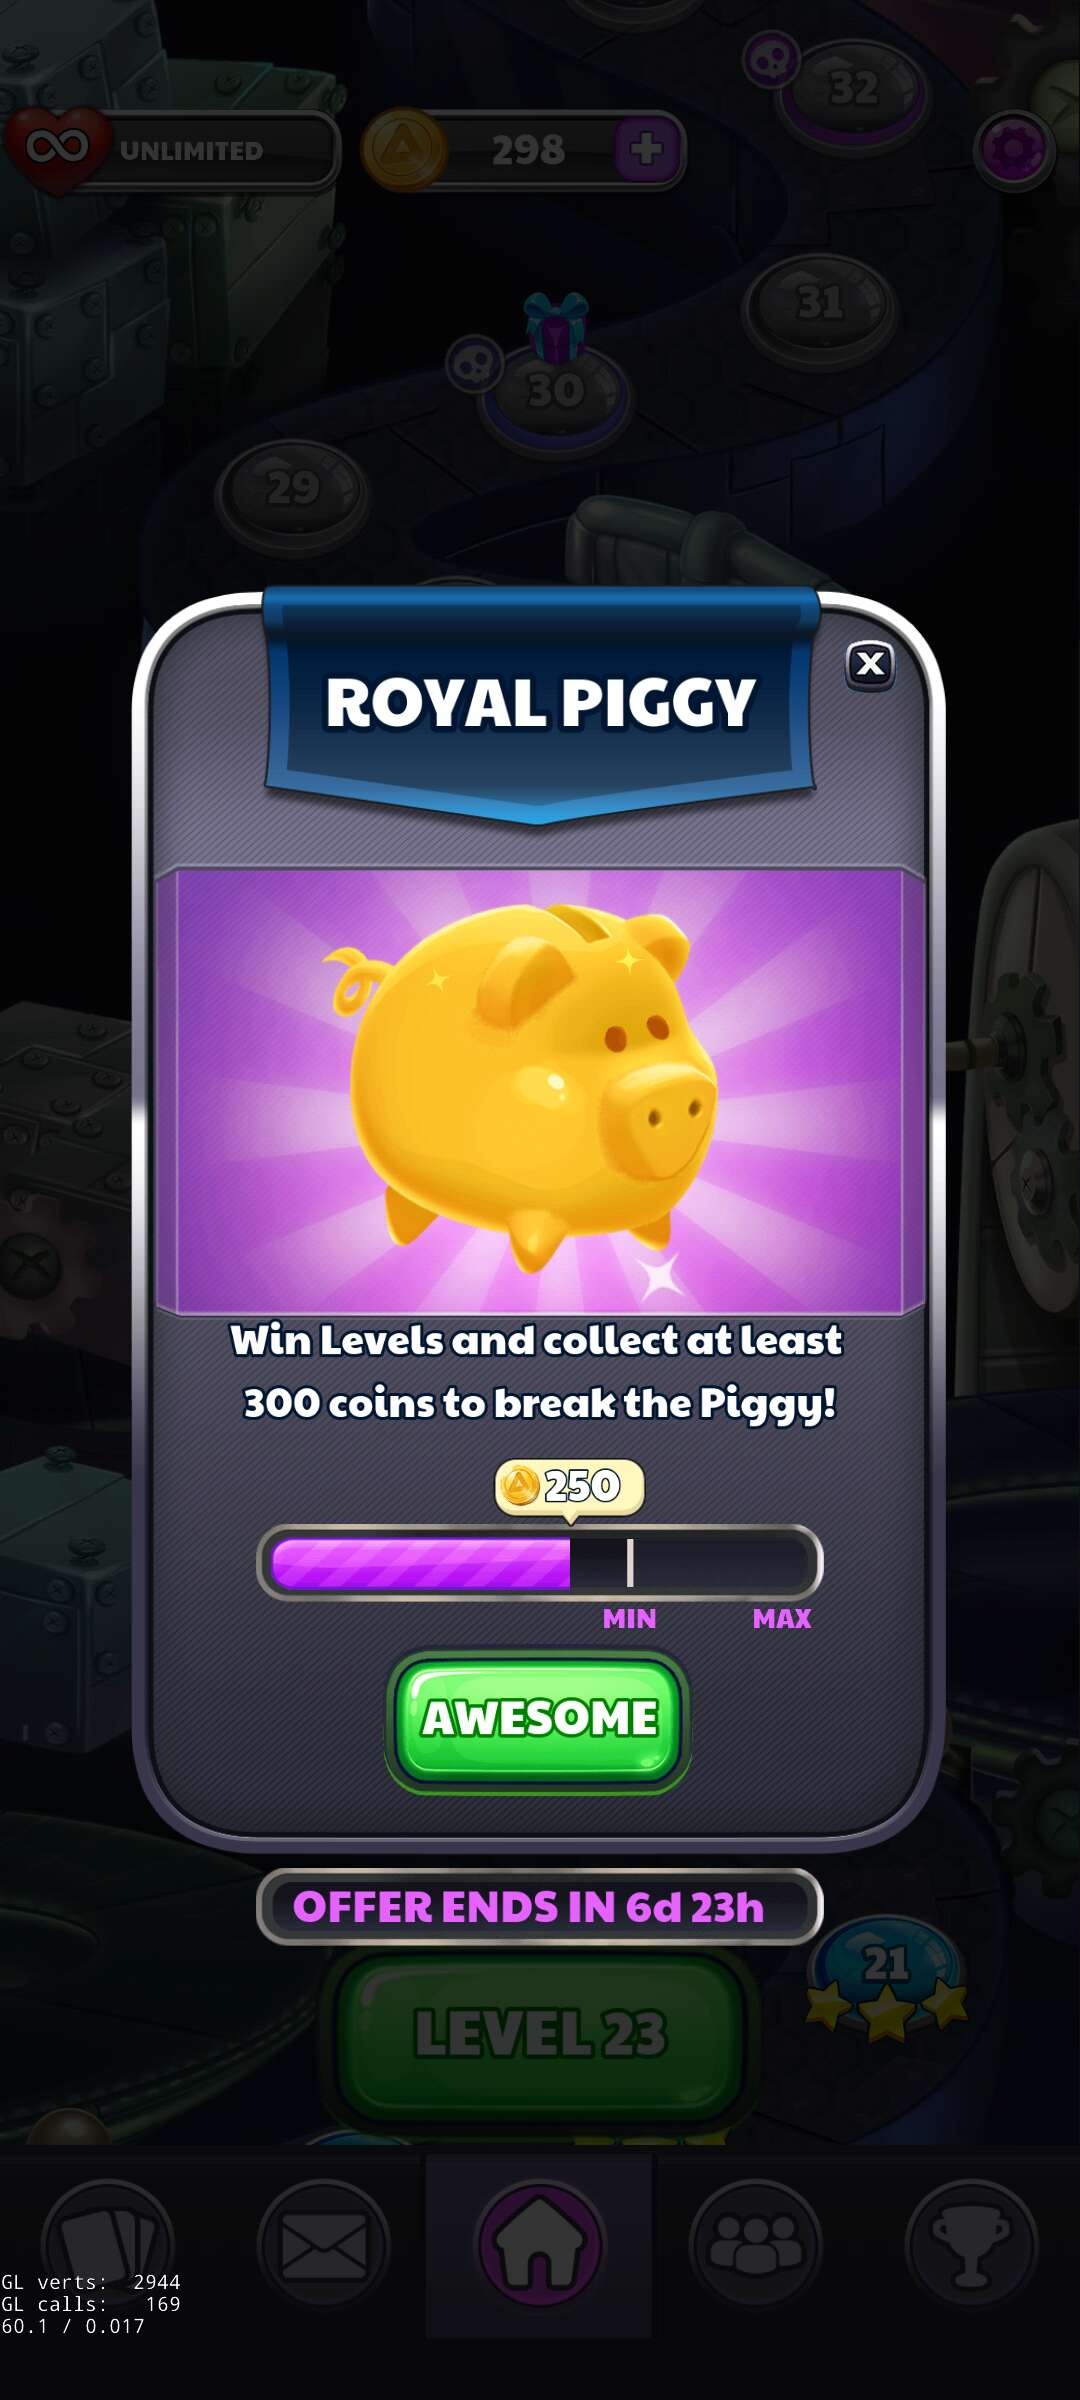 32
UNLIMITED
298
31
30
29
ROYAL PIGGY
X
Win Levels and collect at least
300 coins to break the Piggy!
250
MIN
MAX
AWESOME
OFFER ENDS IN 6d 23h
21
LEVEL 23
GL verts: 2944
GL calls: 169
60.1 / 0.017